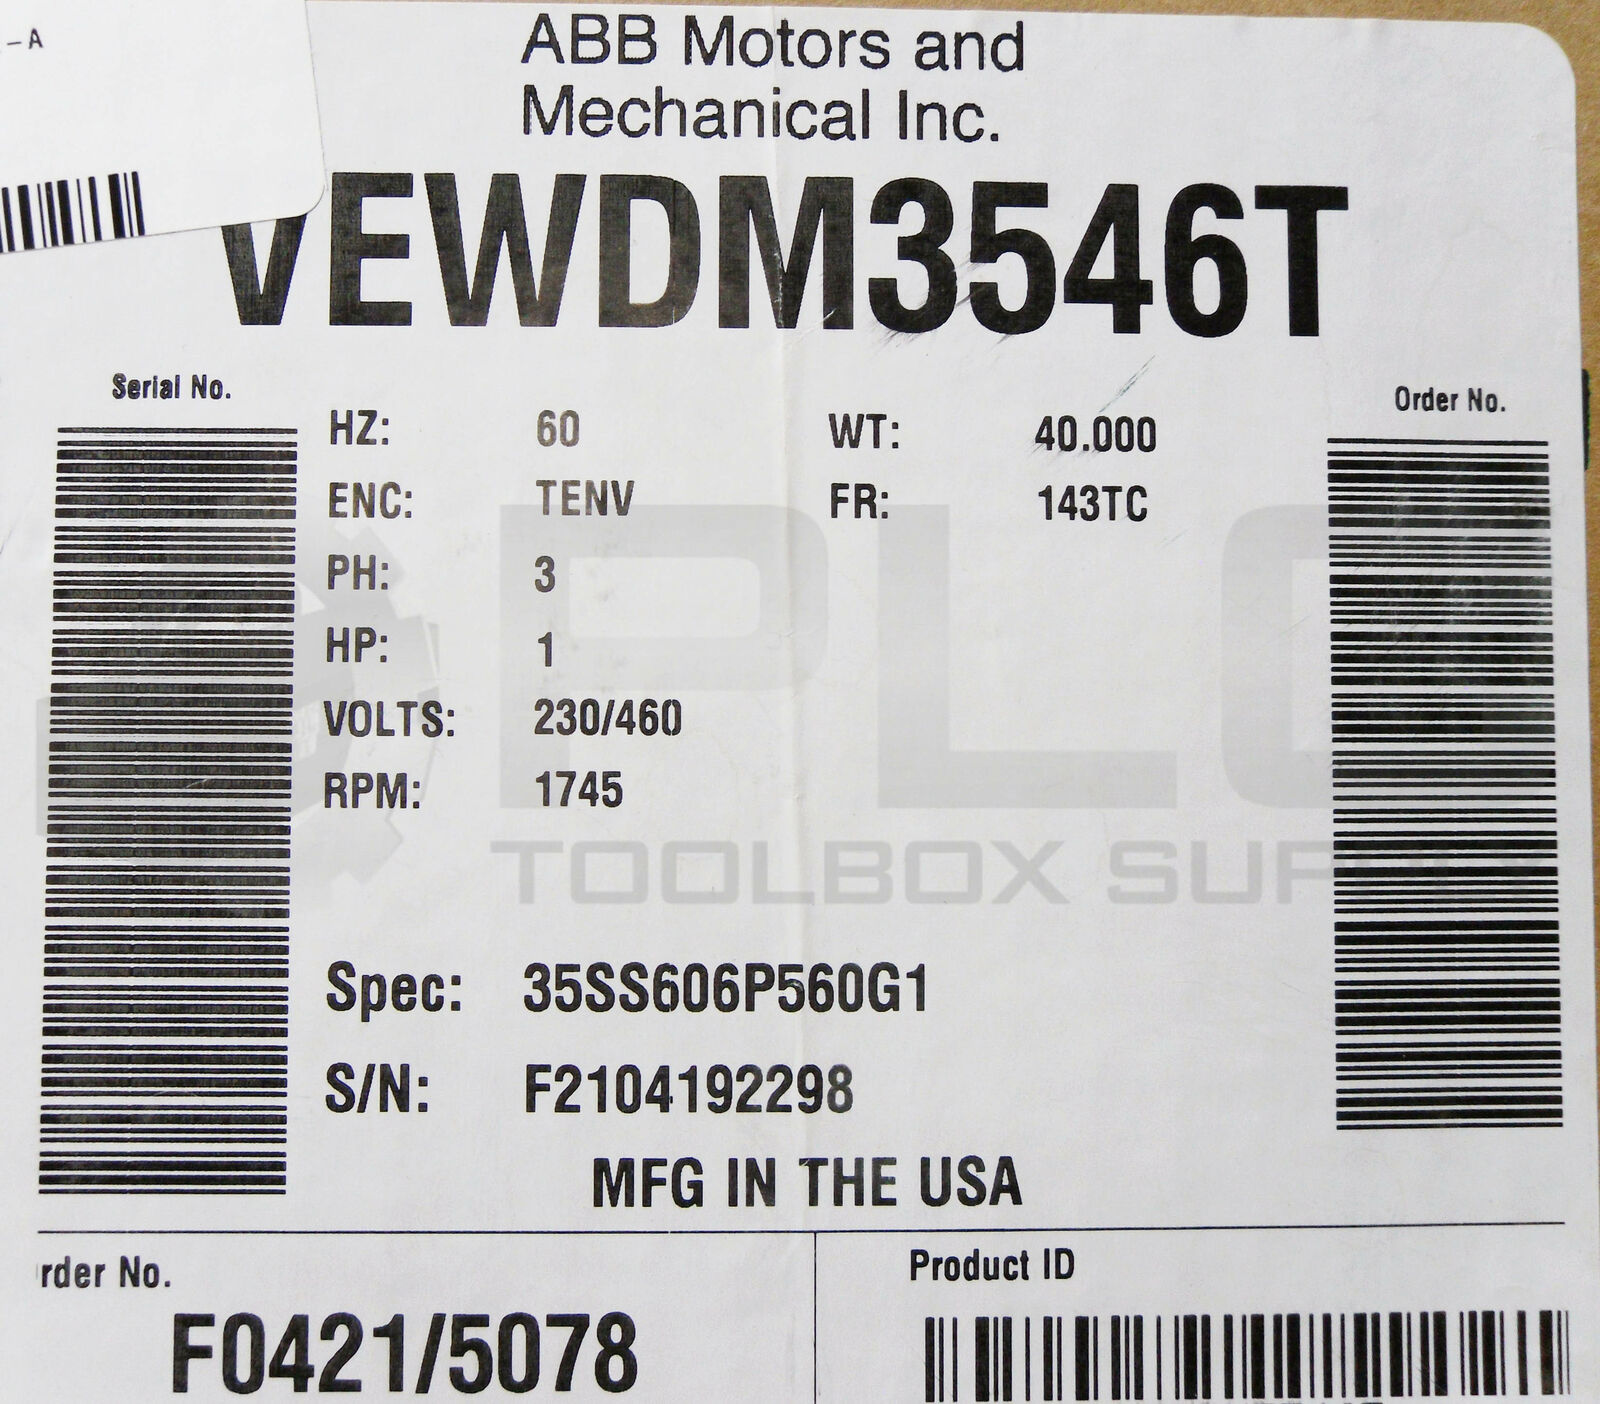 -A
ABB Motors and
Mechanical Inc.
VEWDM3546T
Serial No.
Order No.
HZ: 60 WT: 40.000
ENC: TENV FR: 143TC
PH: 3
HP: 1
VOLTS: 230/460
RPM: 1745
PLC
TOOLBOX SUPPLY
Spec: 35SS606P560G1
S/N: F2104192298
MFG IN THE USA
rder No.
Product ID
F0421/5078